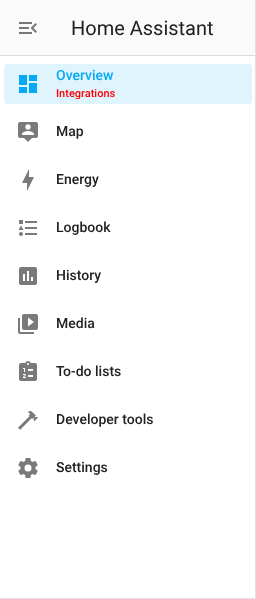 Home Assistant
Overview
Integrations
Map
Energy
Logbook
History
Media
To-do lists
Developer tools
Settings